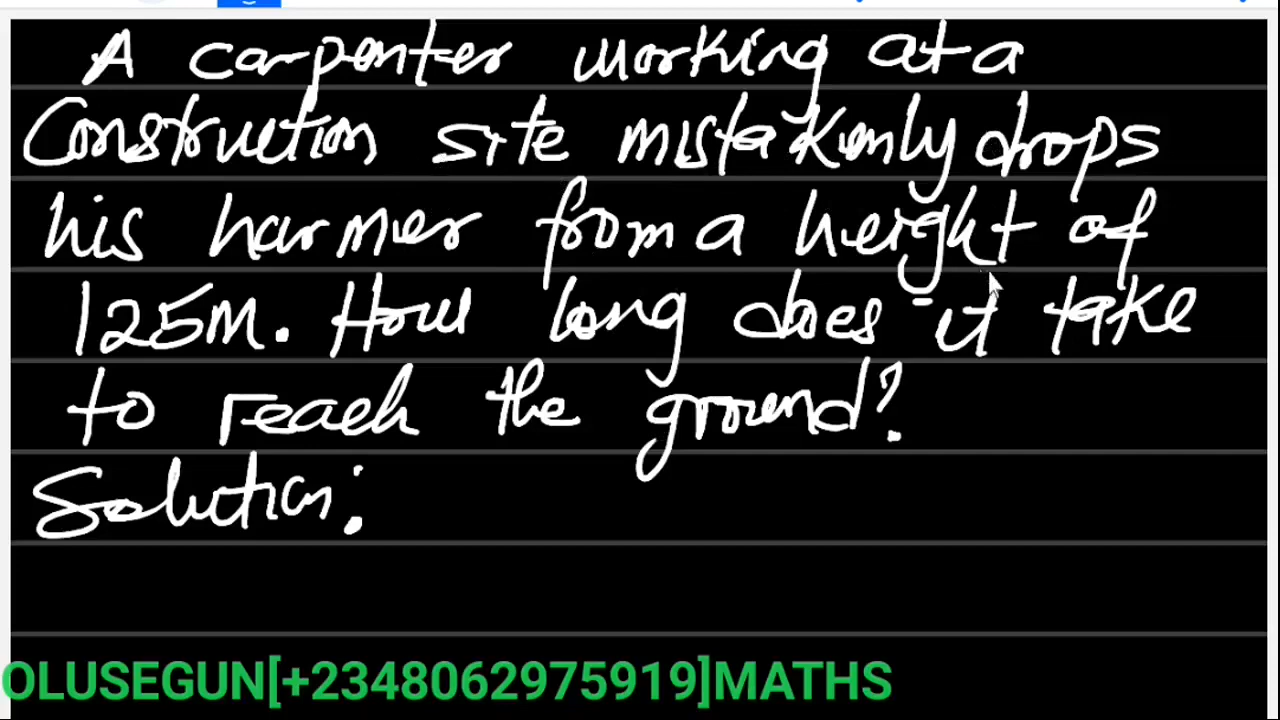 A carpenter working at a
Construction site mistakenly drops
his harmer from a height of
125m. How long does it take
to reach the ground?
Solution:
OLUSEGUN[+2348062975919]MATHS